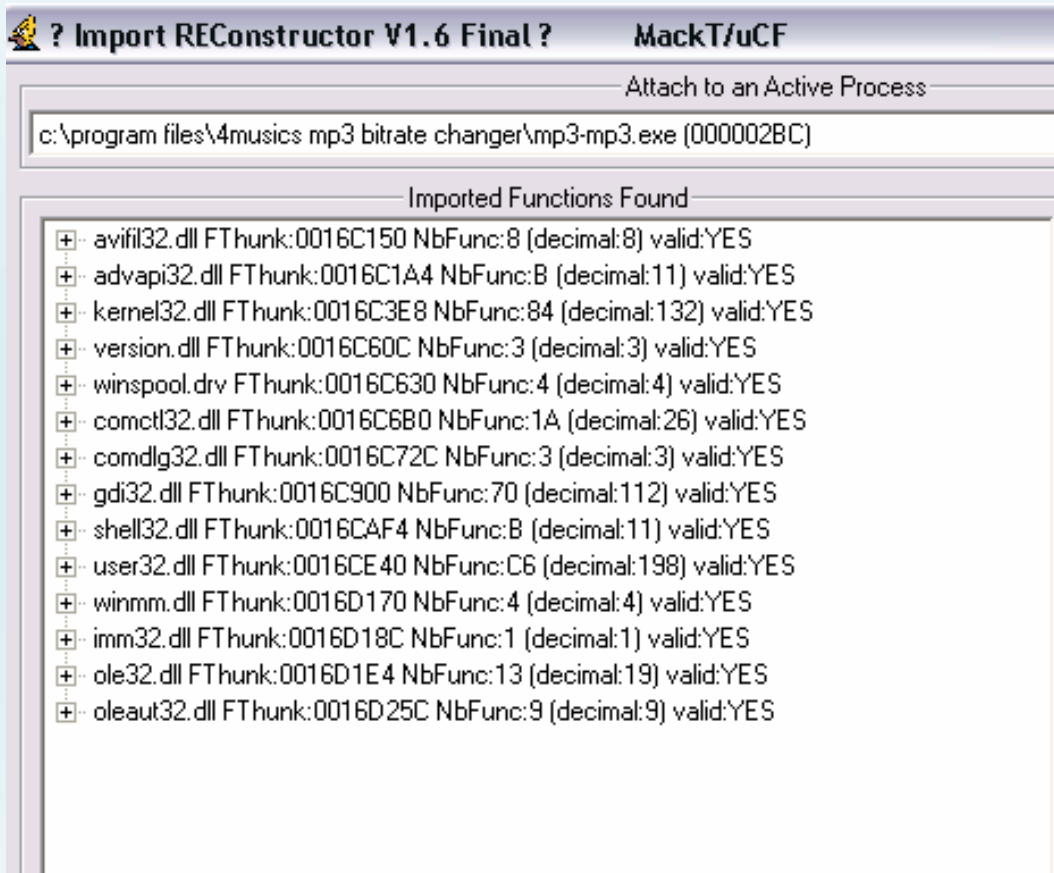 ? Import REConstructor V1.6 Final ? MackT/uCF
Attach to an Active Process
c:\program files\4musics mp3 bitrate changer\mp3-mp3.exe (000002BC)
Imported Functions Found
avifil32.dll FThunk:0016C150 NbFunc:8 (decimal:8) valid:YES
advapi32.dll FThunk:0016C1A4 NbFunc:B (decimal:11) valid:YES
kernel32.dll FThunk:0016C3E8 NbFunc:84 (decimal:132) valid:YES
version.dll FThunk:0016C60C NbFunc:3 (decimal:3) valid:YES
winspool.drv FThunk:0016C630 NbFunc:4 (decimal:4) valid:YES
comctl32.dll FThunk:0016C6B0 NbFunc:1A (decimal:26) valid:YES
comdlg32.dll FThunk:0016C72C NbFunc:3 (decimal:3) valid:YES
gdi32.dll FThunk:0016C900 NbFunc:70 (decimal:112) valid:YES
shell32.dll FThunk:0016CAF4 NbFunc:B (decimal:11) valid:YES
user32.dll FThunk:0016CE40 NbFunc:C6 (decimal:198) valid:YES
winmm.dll FThunk:0016D170 NbFunc:4 (decimal:4) valid:YES
imm32.dll FThunk:0016D18C NbFunc:1 (decimal:1) valid:YES
ole32.dll FThunk:0016D1E4 NbFunc:13 (decimal:19) valid:YES
oleaut32.dll FThunk:0016D25C NbFunc:9 (decimal:9) valid:YES